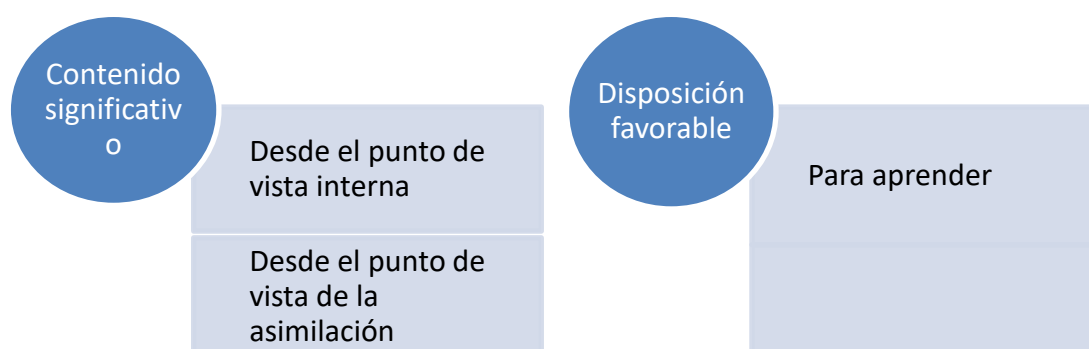 Contenido
significativ
o
Desde el punto de
vista interna
Desde el punto de
vista de la
asimilación
Disposición
favorable
Para aprender